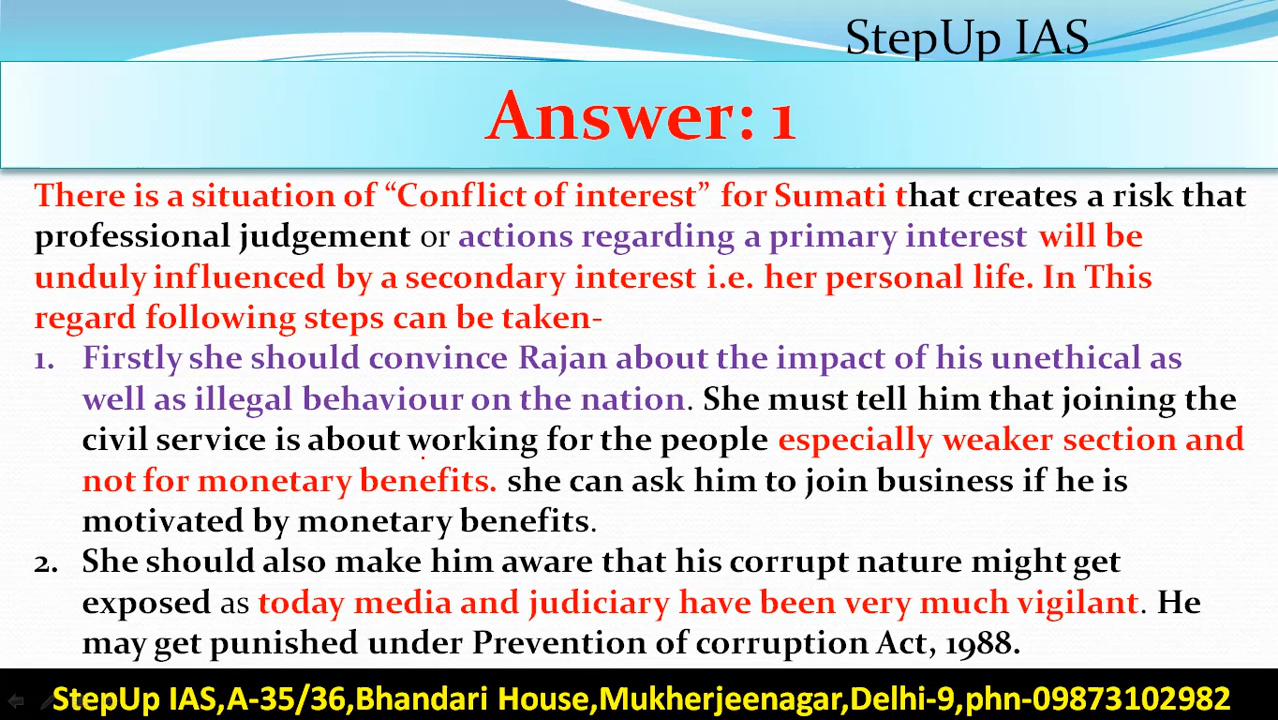 StepUp IAS
Answer: 1
There is a situation of “Conflict of interest” for Sumati that creates a risk that
professional judgement or actions regarding a primary interest will be
unduly influenced by a secondary interest i.e. her personal life. In This
regard following steps can be taken-
1. Firstly she should convince Rajan about the impact of his unethical as
well as illegal behaviour on the nation. She must tell him that joining the
civil service is about working for the people especially weaker section and
not for monetary benefits. she can ask him to join business if he is
motivated by monetary benefits.
2. She should also make him aware that his corrupt nature might get
exposed as today media and judiciary have been very much vigilant. He
may get punished under Prevention of corruption Act, 1988.
StepUp IAS,A-35/36,Bhandari House,Mukherjeenagar,Delhi-9,phn-09873102982